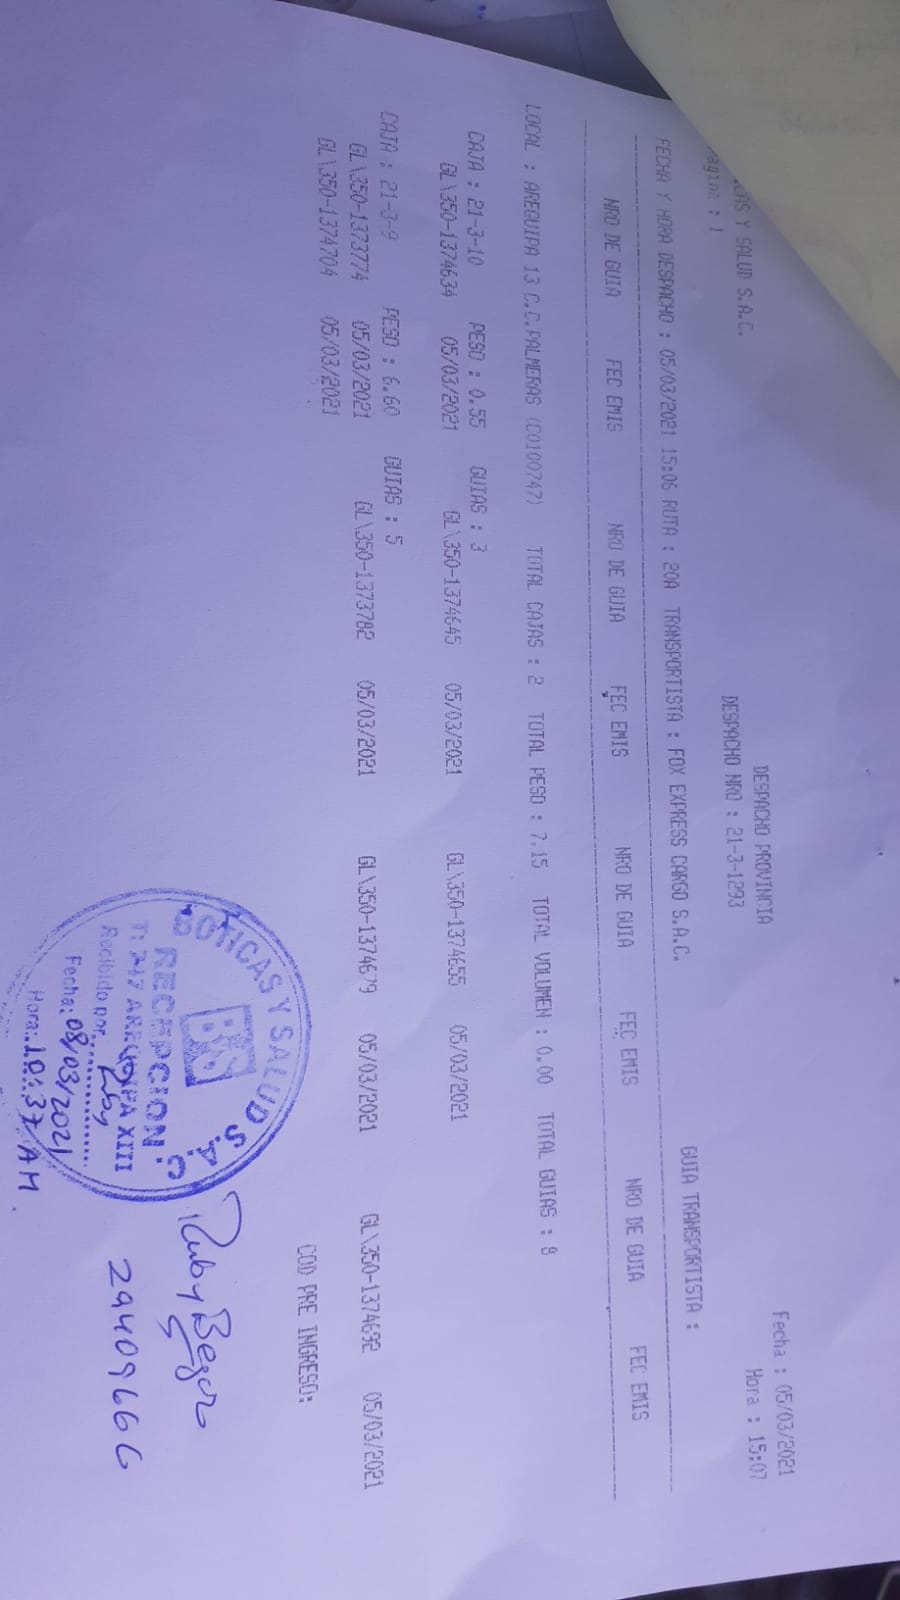 ICAS Y SALUD S.A.C.
DESPACHO PROVINCIA
Fecha : 05/03/2021
agina : 1
DESPACHO NRO : 21-3-1293
Hora : 15:07
FECHA Y HORA DESPACHO : 05/03/2021 15:06 RUTA : 20A TRANSPORTISTA : FOX EXPRESS CARGO S.A.C. GUIA TRANSPORTISTA :
NRO DE GUIA FEC EMIS NRO DE GUIA FEC EMIS NRO DE GUIA FEC EMIS NRO DE GUIA FEC EMIS
LOCAL : AREQUIPA 13 C.C.PALMERAS (C0100747) TOTAL CAJAS : 2 TOTAL PESO : 7.15 TOTAL VOLUMEN : 0.00 TOTAL GUIAS : 8
CAJA : 21-3-10 PESO : 0.55 GUIAS : 3
GL\350-1374634 05/03/2021 GL\350-1374645 05/03/2021 GL\350-1374655 05/03/2021
CAJA : 21-3-9 PESO : 6.60 GUIAS : 5
GL\350-1373774 05/03/2021 GL\350-1373782 05/03/2021 GL\350-1374679 05/03/2021 GL\350-1374692 05/03/2021
GL\350-1374704 05/03/2021
COD PRE INGRESO:
BOTICAS Y SALUD S.A.C
BYS
RECEPCION
T: 747 AREQUIPA XIII
Recibido por: Ruby
Fecha: 08/03/2021
Hora: 10:37 AM.
Ruby
29409666